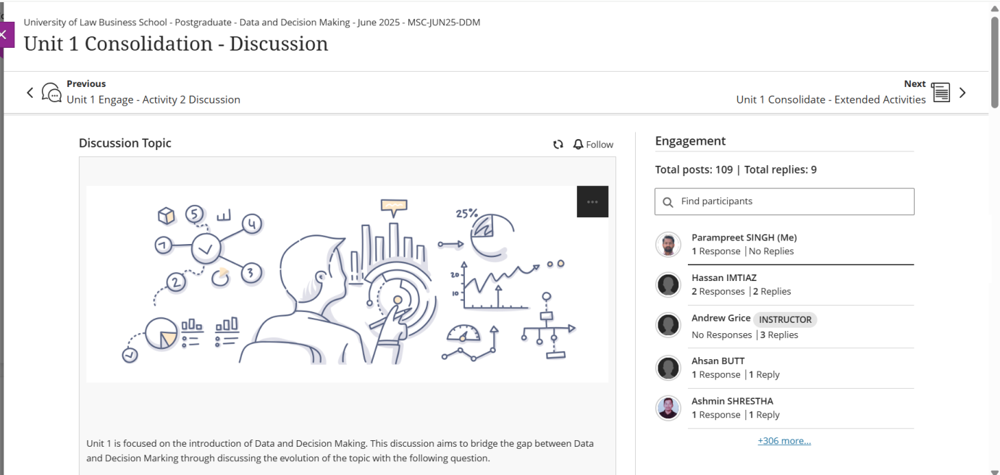 University of Law Business School - Postgraduate - Data and Decision Making - June 2025 - MSC-JUN25-DDM
Unit 1 Consolidation - Discussion
Previous
Unit 1 Engage - Activity 2 Discussion
Next
Unit 1 Consolidate - Extended Activities
Discussion Topic
Follow
5
4
1
3
2
25%
20
10
Unit 1 is focused on the introduction of Data and Decision Making. This discussion aims to bridge the gap between Data
and Decision Marking through discussing the evolution of the topic with the following question.
Engagement
Total posts: 109 | Total replies: 9
Find participants
Parampreet SINGH (Me)
1 Response | No Replies
Hassan IMTIAZ
2 Responses | 2 Replies
Andrew Grice INSTRUCTOR
No Responses | 3 Replies
Ahsan BUTT
1 Response | 1 Reply
Ashmin SHRESTHA
1 Response | 1 Reply
+306 more...